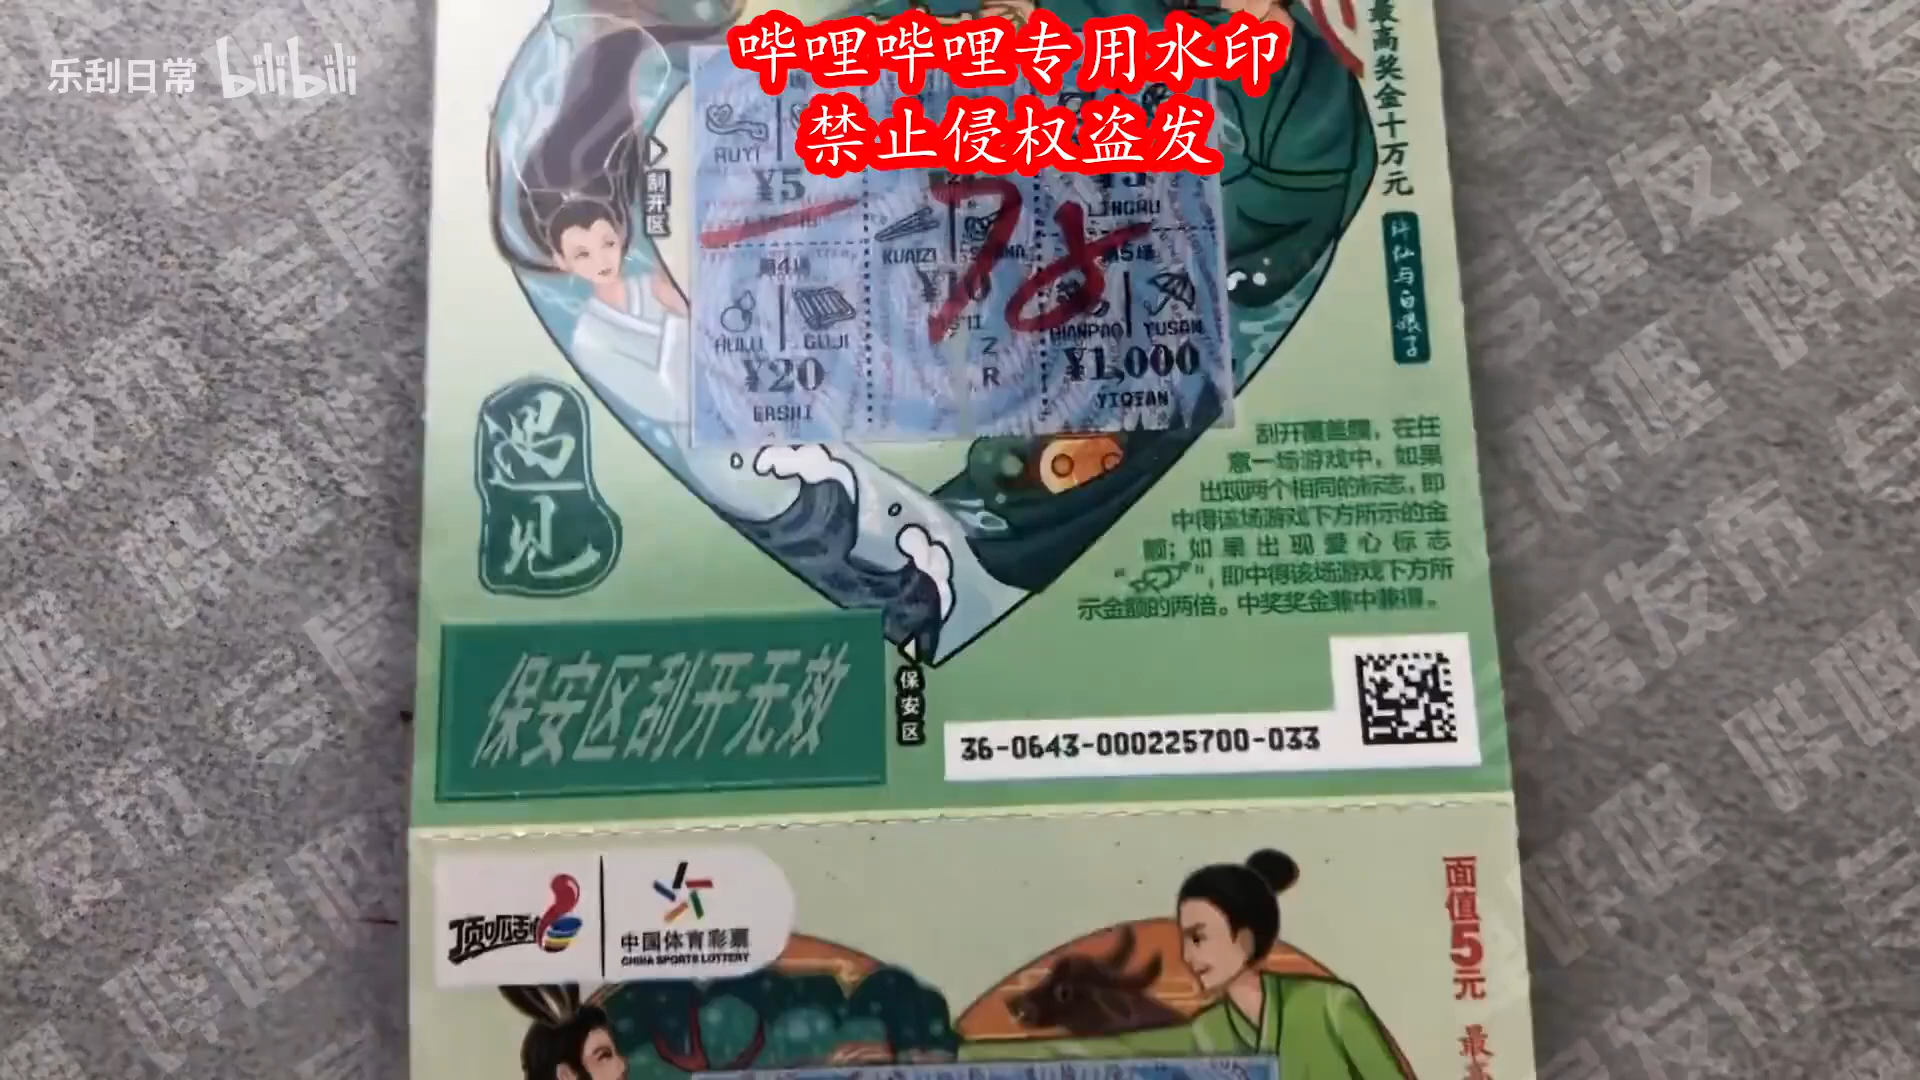 乐刮日常 bilibili
哔哩哔哩专用水印
禁止侵权盗发
最高奖金十万元
许仙与白娘子
刮开区
RUYI
¥5
LINGWU
第4场
KUAIZI
第5场
¥10
HULU
GUJI
BIANPAO
YUSAN
¥20
ERSHI
Z
R
¥1,000
YIQIAN
遇见
刮开覆盖膜，在任
意一场游戏中，如果
出现两个相同的标志，即
中得该场游戏下方所示的金
额；如果出现爱心标志
“ ”，即中得该场游戏下方所
示金额的两倍。中奖奖金兼中兼得。
保安区刮开无效
保安区
36-0643-000225700-033
顶呱刮
中国体育彩票
CHINA SPORTS LOTTERY
面值5元
最高